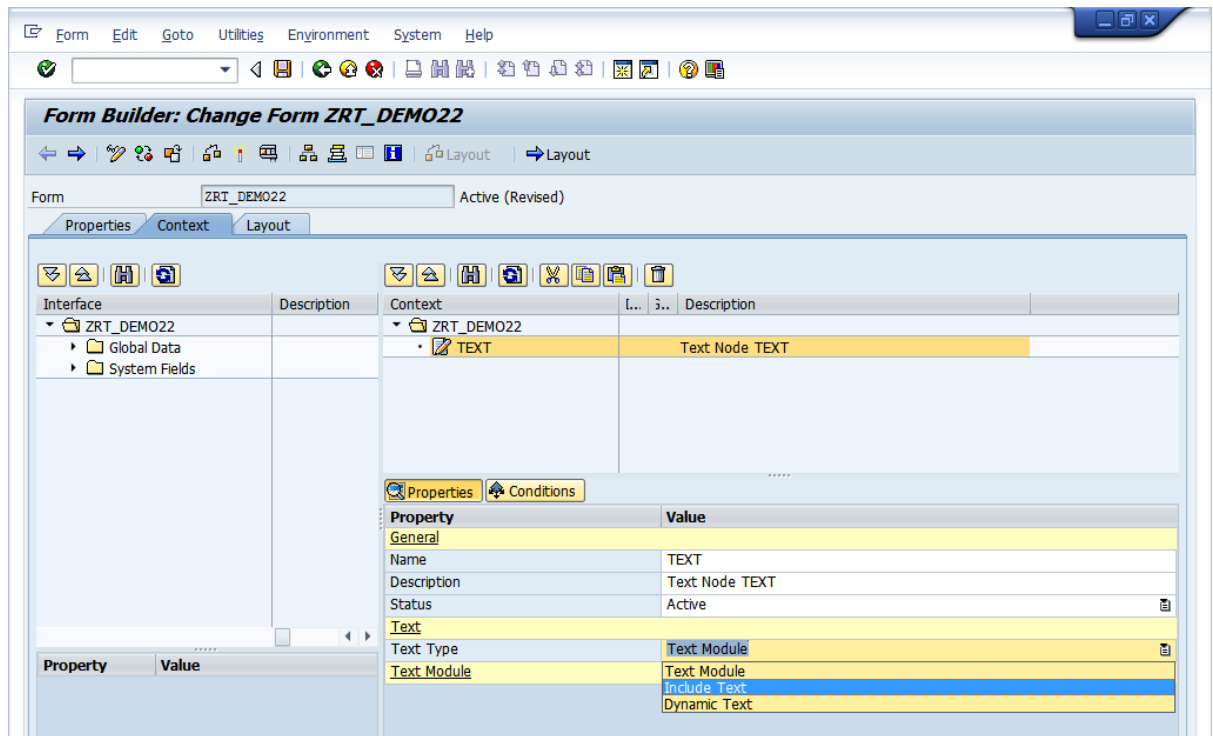 Form Edit Goto Utilities Environment System Help
Form Builder: Change Form ZRT_DEMO22
Layout Layout
Form ZRT_DEMO22 Active (Revised)
Properties Context Layout
Interface Description Context I... S.. Description
ZRT_DEMO22 ZRT_DEMO22
Global Data TEXT Text Node TEXT
System Fields
Properties Conditions
Property Value
General
Name TEXT
Description Text Node TEXT
Status Active
Text
Text Type Text Module
Property Value Text Module Text Module
Include Text
Dynamic Text